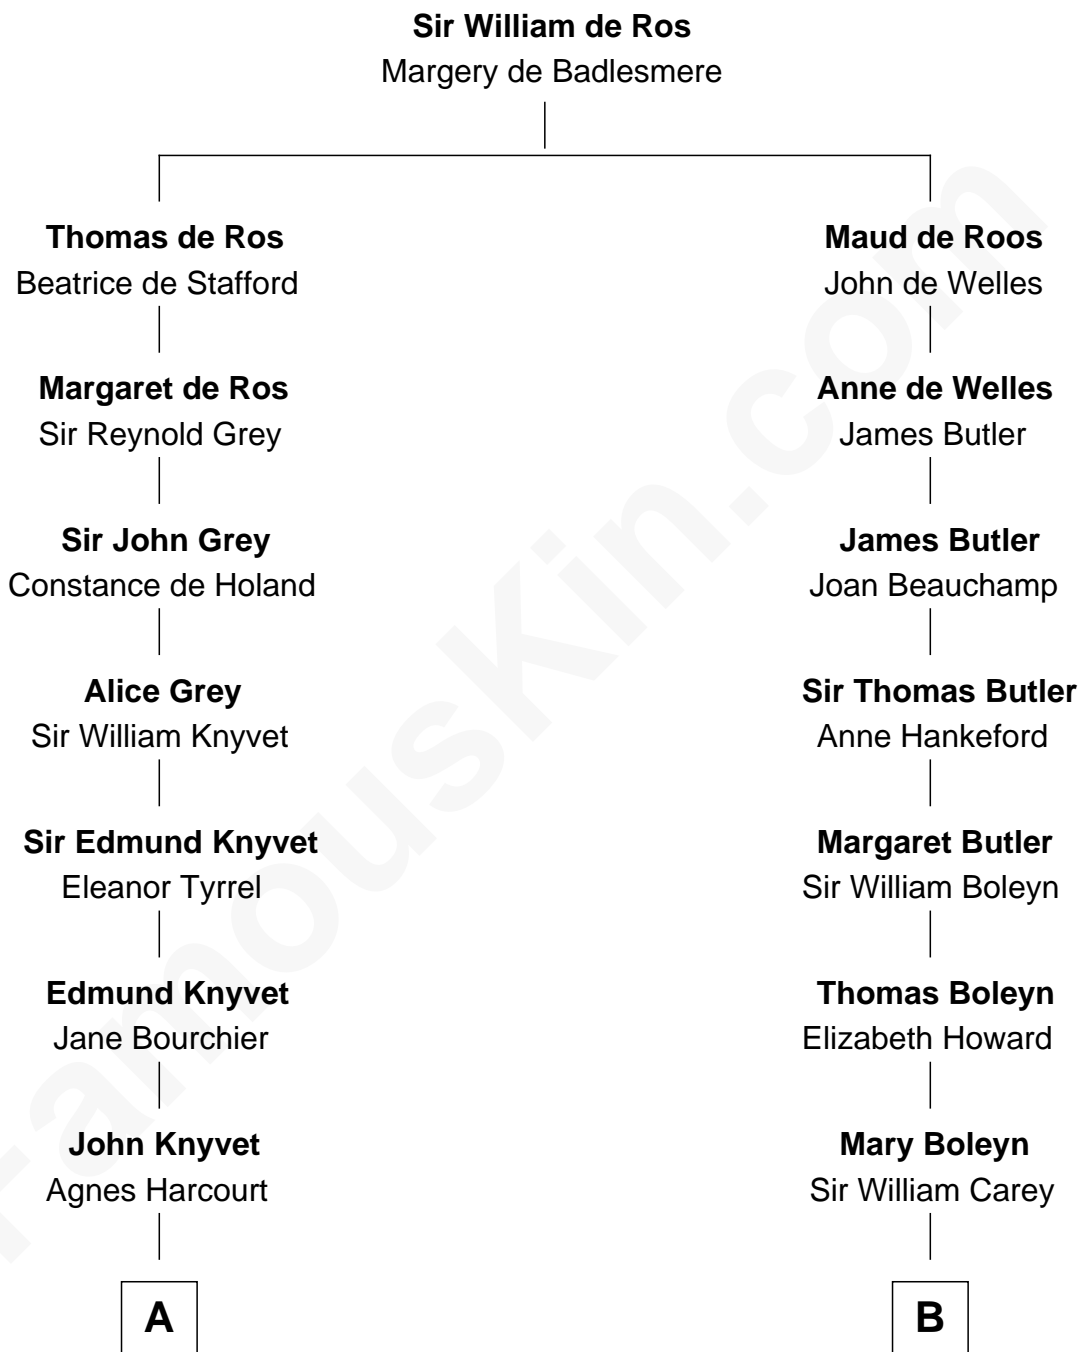 Sir William de Ros
Margery de Badlesmere
Thomas de Ros
Beatrice de Stafford
Margaret de Ros
Sir Reynold Grey
Sir John Grey
Constance de Holand
Alice Grey
Sir William Knyvet
Sir Edmund Knyvet
Eleanor Tyrrel
Edmund Knyvet
Jane Bourchier
John Knyvet
Agnes Harcourt
A
Maud de Roos
John de Welles
Anne de Welles
James Butler
James Butler
Joan Beauchamp
Sir Thomas Butler
Anne Hankeford
Margaret Butler
Sir William Boleyn
Thomas Boleyn
Elizabeth Howard
Mary Boleyn
Sir William Carey
B
FamousKin.com